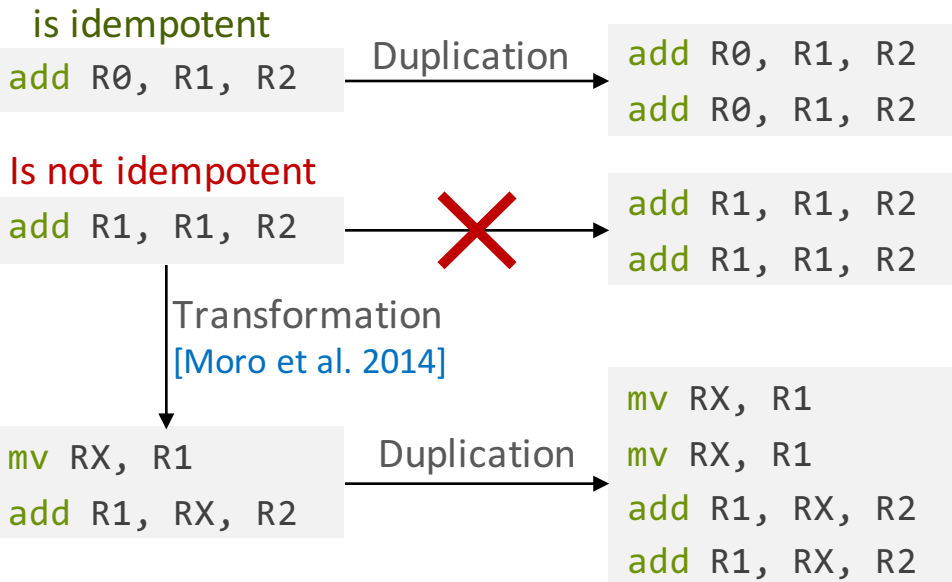 is idempotent
add R0, R1, R2
Duplication
add R0, R1, R2
add R0, R1, R2
Is not idempotent
add R1, R1, R2
add R1, R1, R2
add R1, R1, R2
Transformation
[Moro et al. 2014]
mv RX, R1
add R1, RX, R2
Duplication
mv RX, R1
mv RX, R1
add R1, RX, R2
add R1, RX, R2